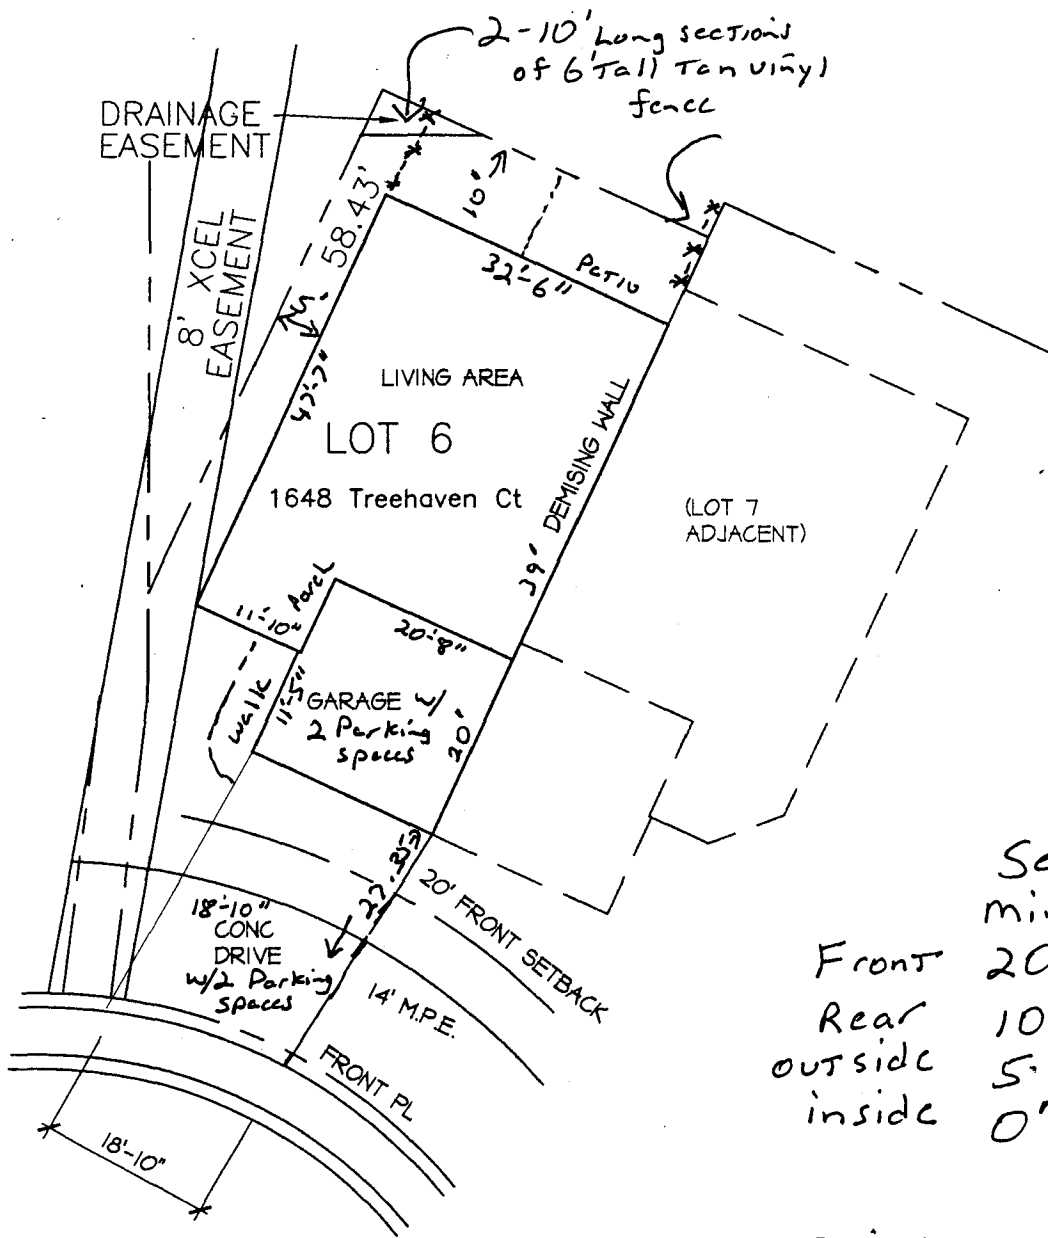 2-10' Long sections
of 6' Tall Tan vinyl
fence
DRAINAGE
EASEMENT
8' XCEL
EASEMENT
58.43'
10'
32'-6"
Patio
5'
47'-7"
LIVING AREA
LOT 6
1648 Treehaven Ct
39' DEMISING WALL
(LOT 7
ADJACENT)
Porch
11'-10"
20'-8"
walk
11'-5"
GARAGE w/
2 Parking
spaces
20'
20' FRONT SETBACK
18'-10"
CONC
DRIVE
w/2 Parking
spaces
14' M.P.E.
FRONT PL
18'-10"
Front 20
Rear 10
outside 5
inside 0'